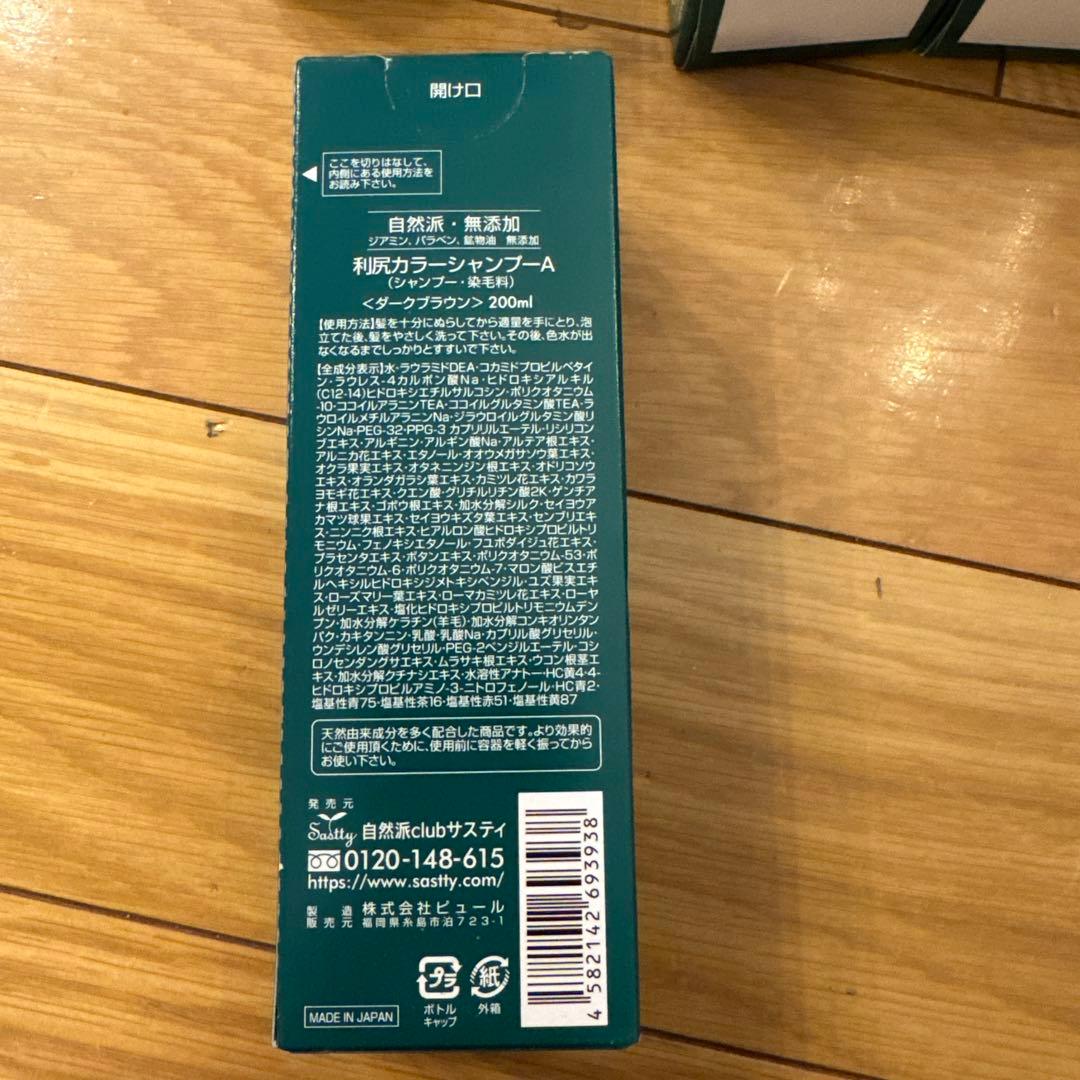 開け口
ここを切りはなして、
内側にある使用方法を
お読み下さい。
自然派・無添加
ジアミン、パラベン、鉱物油 無添加
利尻カラーシャンプーA
(シャンプー・染毛料)
<ダークブラウン> 200ml
【使用方法】髪を十分にぬらしてから適量を手にとり、泡
立てた後、髪をやさしく洗って下さい。その後、色水が出
なくなるまでしっかりとすすいで下さい。
【全成分表示】水・ラウラミドDEA・コカミドプロピルベタイ
ン・ラウレス-4カルボン酸Na・ヒドロキシアルキル
(C12-14)ヒドロキシエチルサルコシン・ポリクオタニウム
-10・ココイルアラニンTEA・ココイルグルタミン酸TEA・ラ
ウロイルメチルアラニンNa・ジラウロイルグルタミン酸リ
シンNa・PEG-32・PPG-3 カプリリルエーテル・リシリコン
ブエキス・アルギニン・アルギン酸Na・アルテア根エキス・
アルニカ花エキス・エタノール・オオウメガサソウ葉エキス・
オクラ果実エキス・オタネニンジン根エキス・オドリコソウ
エキス・オランダガラシ葉エキス・カミツレ花エキス・カワラ
ヨモギ花エキス・クエン酸・グリチルリチン酸2K・ゲンチア
ナ根エキス・ゴボウ根エキス・加水分解シルク・セイヨウア
カマツ球果エキス・セイヨウキズタ葉エキス・センブリエキ
ス・ニンニク根エキス・ヒアルロン酸ヒドロキシプロピルトリ
モニウム・フェノキシエタノール・フユボダイジュ花エキス・
プラセンタエキス・ボタンエキス・ポリクオタニウム-53・ポ
リクオタニウム-6・ポリクオタニウム-7・マロン酸ビスエチ
ルヘキシルヒドロキシジメトキシベンジル・ユズ果実エキ
ス・ローズマリー葉エキス・ローマカミツレ花エキス・ローヤ
ルゼリーエキス・塩化ヒドロキシプロピルトリモニウムデン
プン・加水分解ケラチン(羊毛)・加水分解コンキオリンタン
パク・カキタンニン・乳酸・乳酸Na・カプリル酸グリセリル・
ウンデシレン酸グリセリル・PEG-2ベンジルエーテル・コシ
ロノセンダングサエキス・ムラサキ根エキス・ウコン根茎エ
キス・加水分解クチナシエキス・水溶性アナトー・HC黄4・4-
ヒドロキシプロピルアミノ-3-ニトロフェノール・HC青2・
塩基性青75・塩基性茶16・塩基性赤51・塩基性黄87
天然由来成分を多く配合した商品です。より効果的
にご使用頂くために、使用前に容器を軽く振ってから
お使い下さい。
発売元
Sastty 自然派clubサスティ
0120-148-615
https://www.sastty.com/
製造
販売元 株式会社ピュール
福岡県糸島市泊723-1
プラ 紙
ボトル
キャップ
外箱
MADE IN JAPAN
4 582142 693938